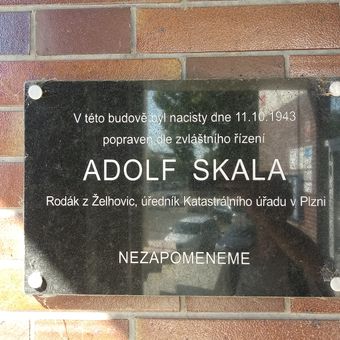 V této budově byl nacisty dne 11.10.1943
popraven dle zvláštního řízení
ADOLF SKALA
Rodák z Želhovic, úředník Katastrálního úřadu v Plzni
NEZAPOMENEME